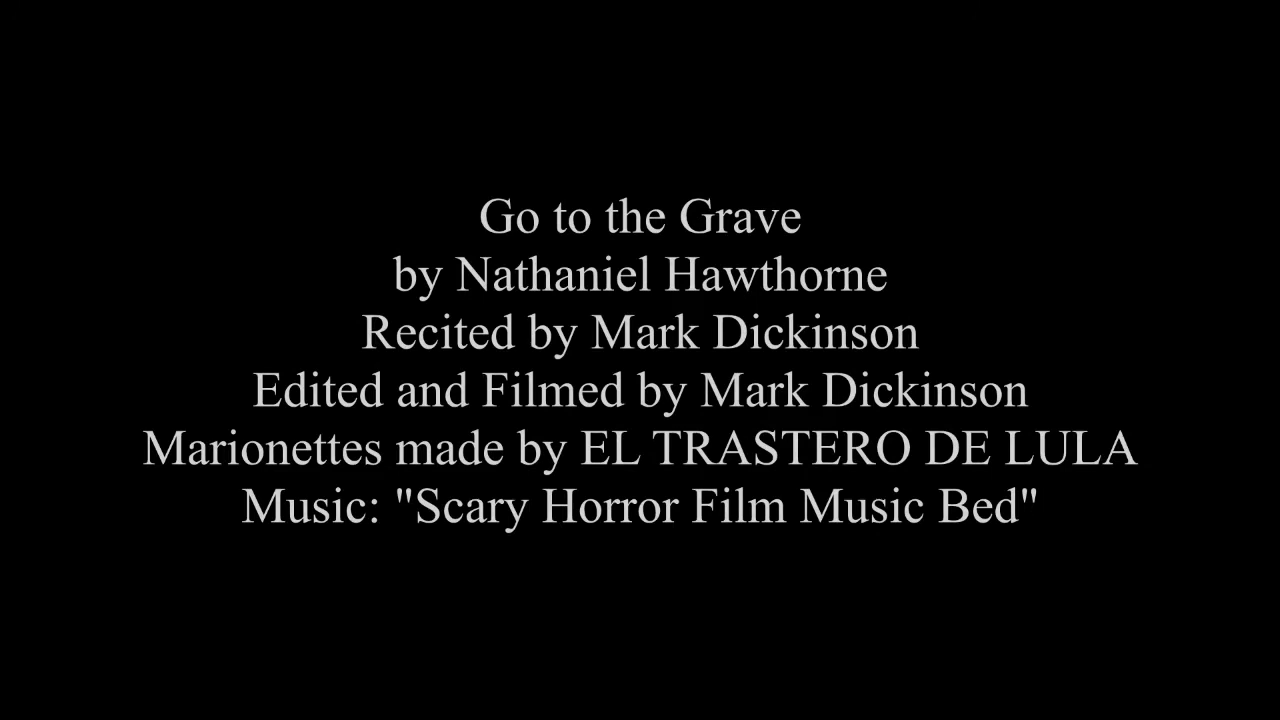 Go to the Grave
by Nathaniel Hawthorne
Recited by Mark Dickinson
Edited and Filmed by Mark Dickinson
Marionettes made by EL TRASTERO DE LULA
Music: "Scary Horror Film Music Bed"